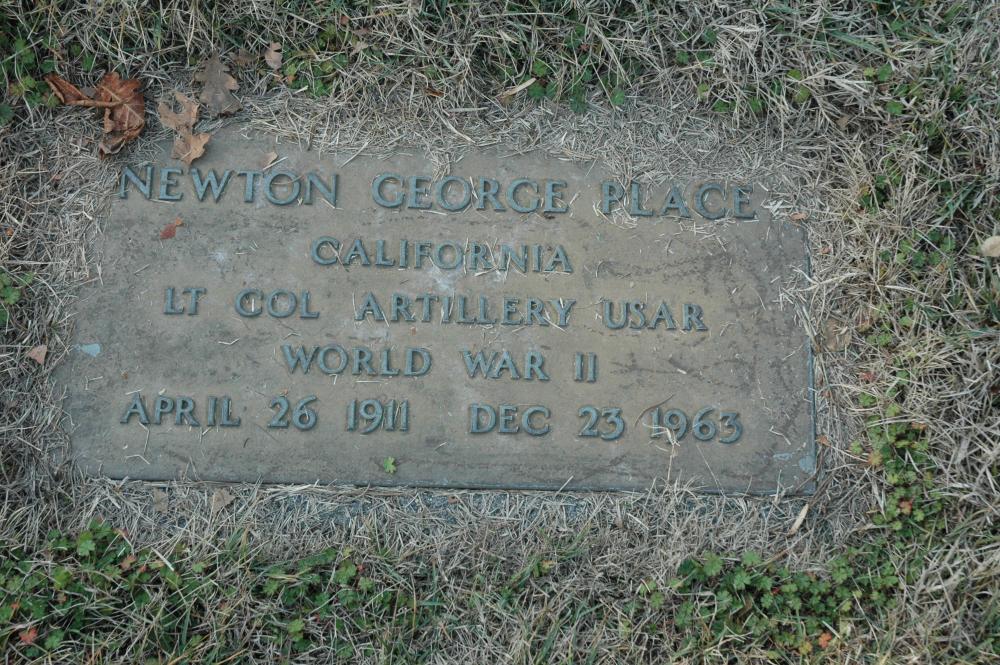 NEWTON GEORGE PLACE
CALIFORNIA
LT COL ARTILLERY USAR
WORLD WAR II
APRIL 26 1911 DEC 23 1963